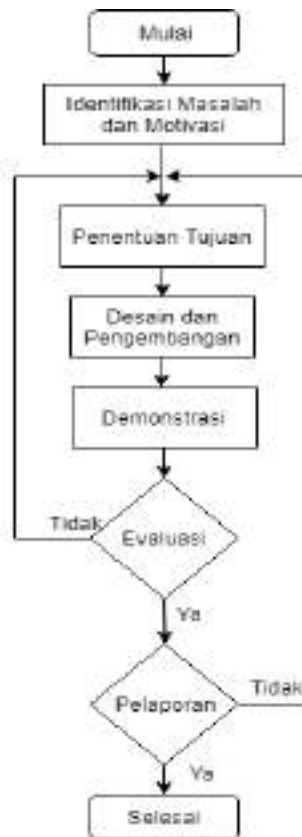 Mulai
Identifikasi Masalah
dan Motivasi
Penentuan Tujuan
Desain dan
Pengembangan
Demonstrasi
Tidak
Evaluasi
Ya
Pelaporan
Tidak
Ya
Selesai